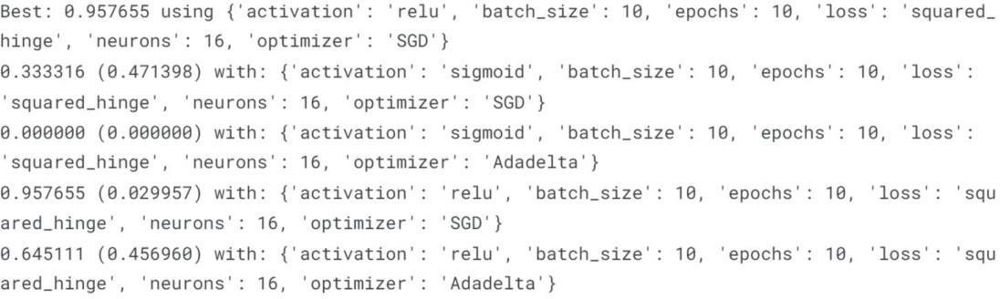 Best: 0.957655 using {'activation': 'relu', 'batch_size': 10, 'epochs': 10, 'loss': 'squared_
hinge', 'neurons': 16, 'optimizer': 'SGD'}
0.333316 (0.471398) with: {'activation': 'sigmoid', 'batch_size': 10, 'epochs': 10, 'loss':
'squared_hinge', 'neurons': 16, 'optimizer': 'SGD'}
0.000000 (0.000000) with: {'activation': 'sigmoid', 'batch_size': 10, 'epochs': 10, 'loss':
'squared_hinge', 'neurons': 16, 'optimizer': 'Adadelta'}
0.957655 (0.029957) with: {'activation': 'relu', 'batch_size': 10, 'epochs': 10, 'loss': 'squ
ared_hinge', 'neurons': 16, 'optimizer': 'SGD'}
0.645111 (0.456960) with: {'activation': 'relu', 'batch_size': 10, 'epochs': 10, 'loss': 'squ
ared_hinge', 'neurons': 16, 'optimizer': 'Adadelta'}